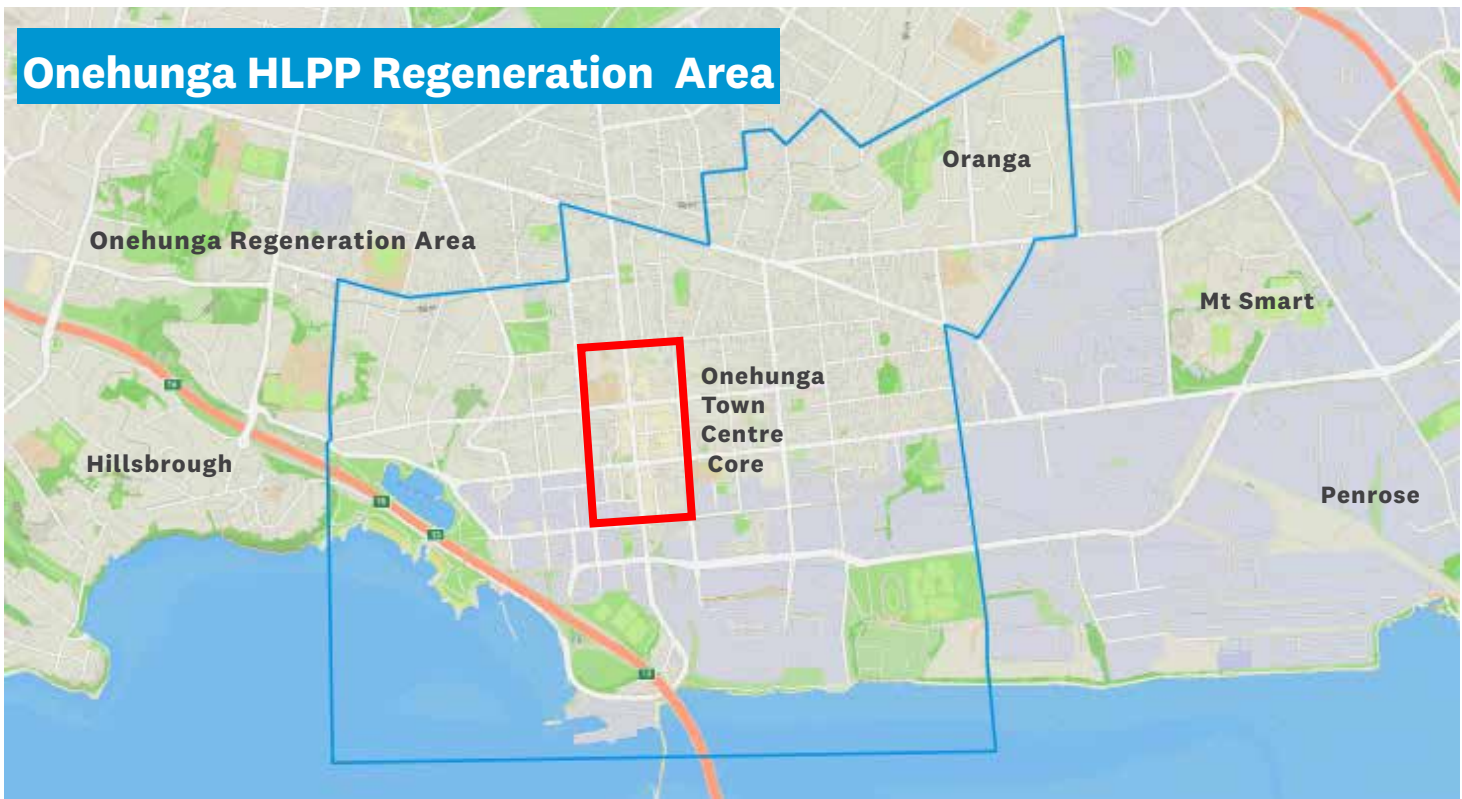 Onehunga HLPP Regeneration Area
Oranga
Onehunga Regeneration Area
Mt Smart
Onehunga
Town
Centre
Core
Hillsbrough
Penrose